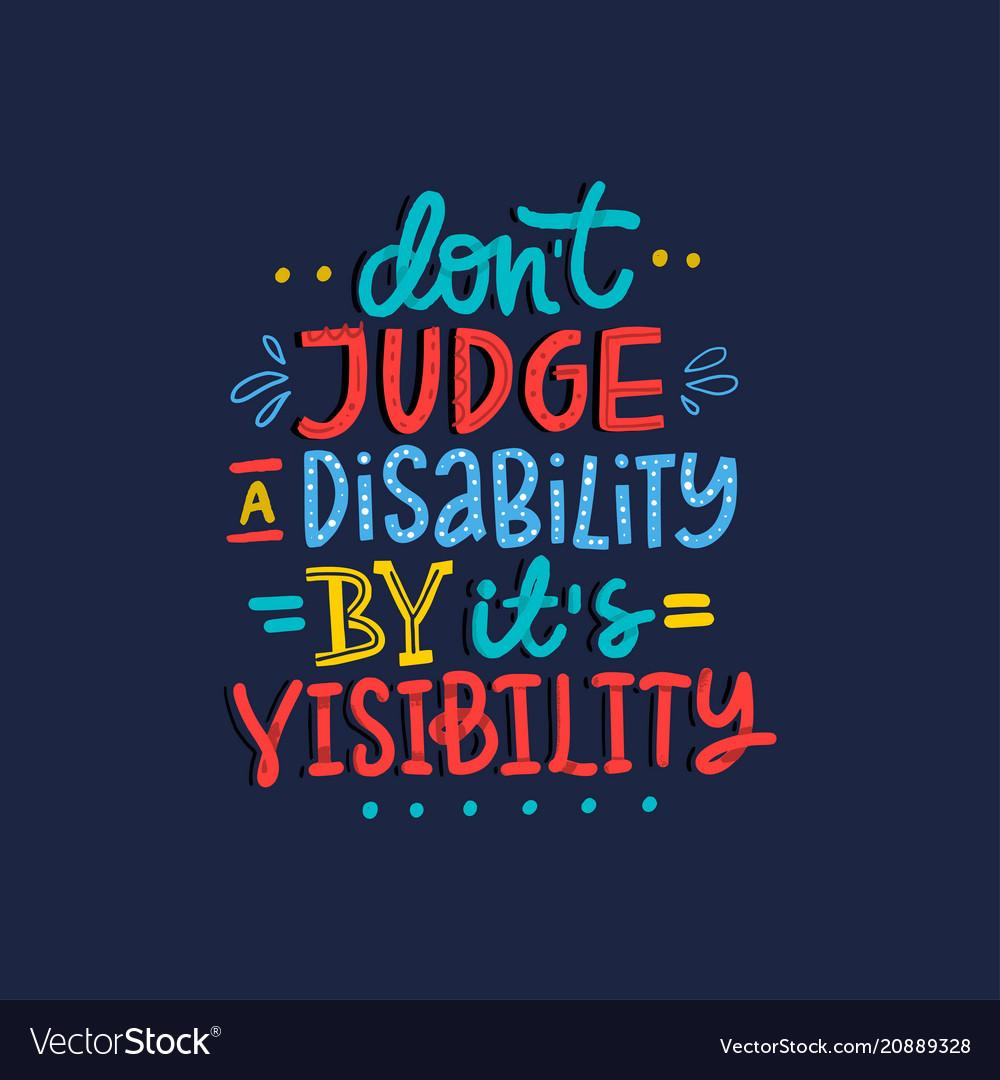 don't
JUDGE
A DiSaBiLiTY
BY it's
VISIBILITY
VectorStock®
VectorStock.com/20889328